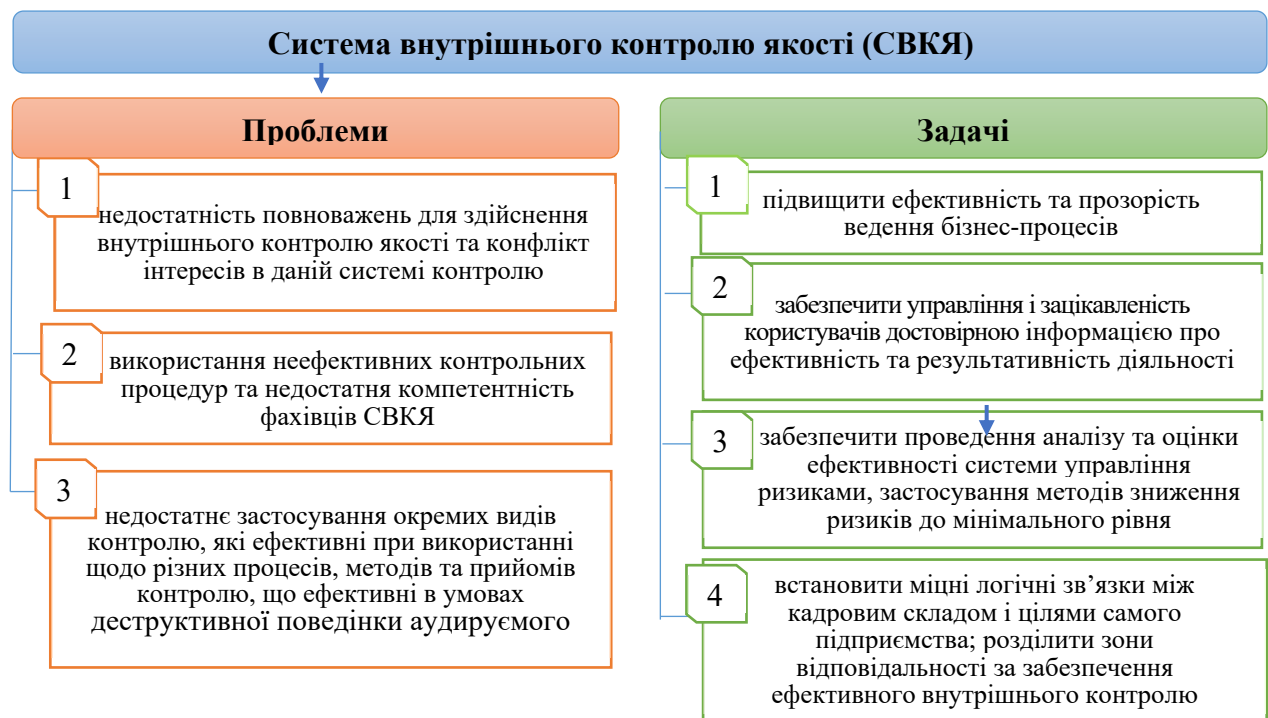 Система внутрішнього контролю якості (СВКЯ)
Проблеми
1
недостатність повноважень для здійснення
внутрішнього контролю якості та конфлікт
інтересів в даній системі контролю
2
використання неефективних контрольних
процедур та недостатня компетентність
фахівців СВКЯ
3
недостатнє застосування окремих видів
контролю, які ефективні при використанні
щодо різних процесів, методів та прийомів
контролю, що ефективні в умовах
деструктивної поведінки аудируємого
Задачі
1
підвищити ефективність та прозорість
ведення бізнес-процесів
2
забезпечити управління і зацікавленість
користувачів достовірною інформацією про
ефективність та результативність діяльності
3
забезпечити проведення аналізу та оцінки
ефективності системи управління
ризиками, застосування методів зниження
ризиків до мінімального рівня
4
встановити міцні логічні зв’язки між
кадровим складом і цілями самого
підприємства; розділити зони
відповідальності за забезпечення
ефективного внутрішнього контролю